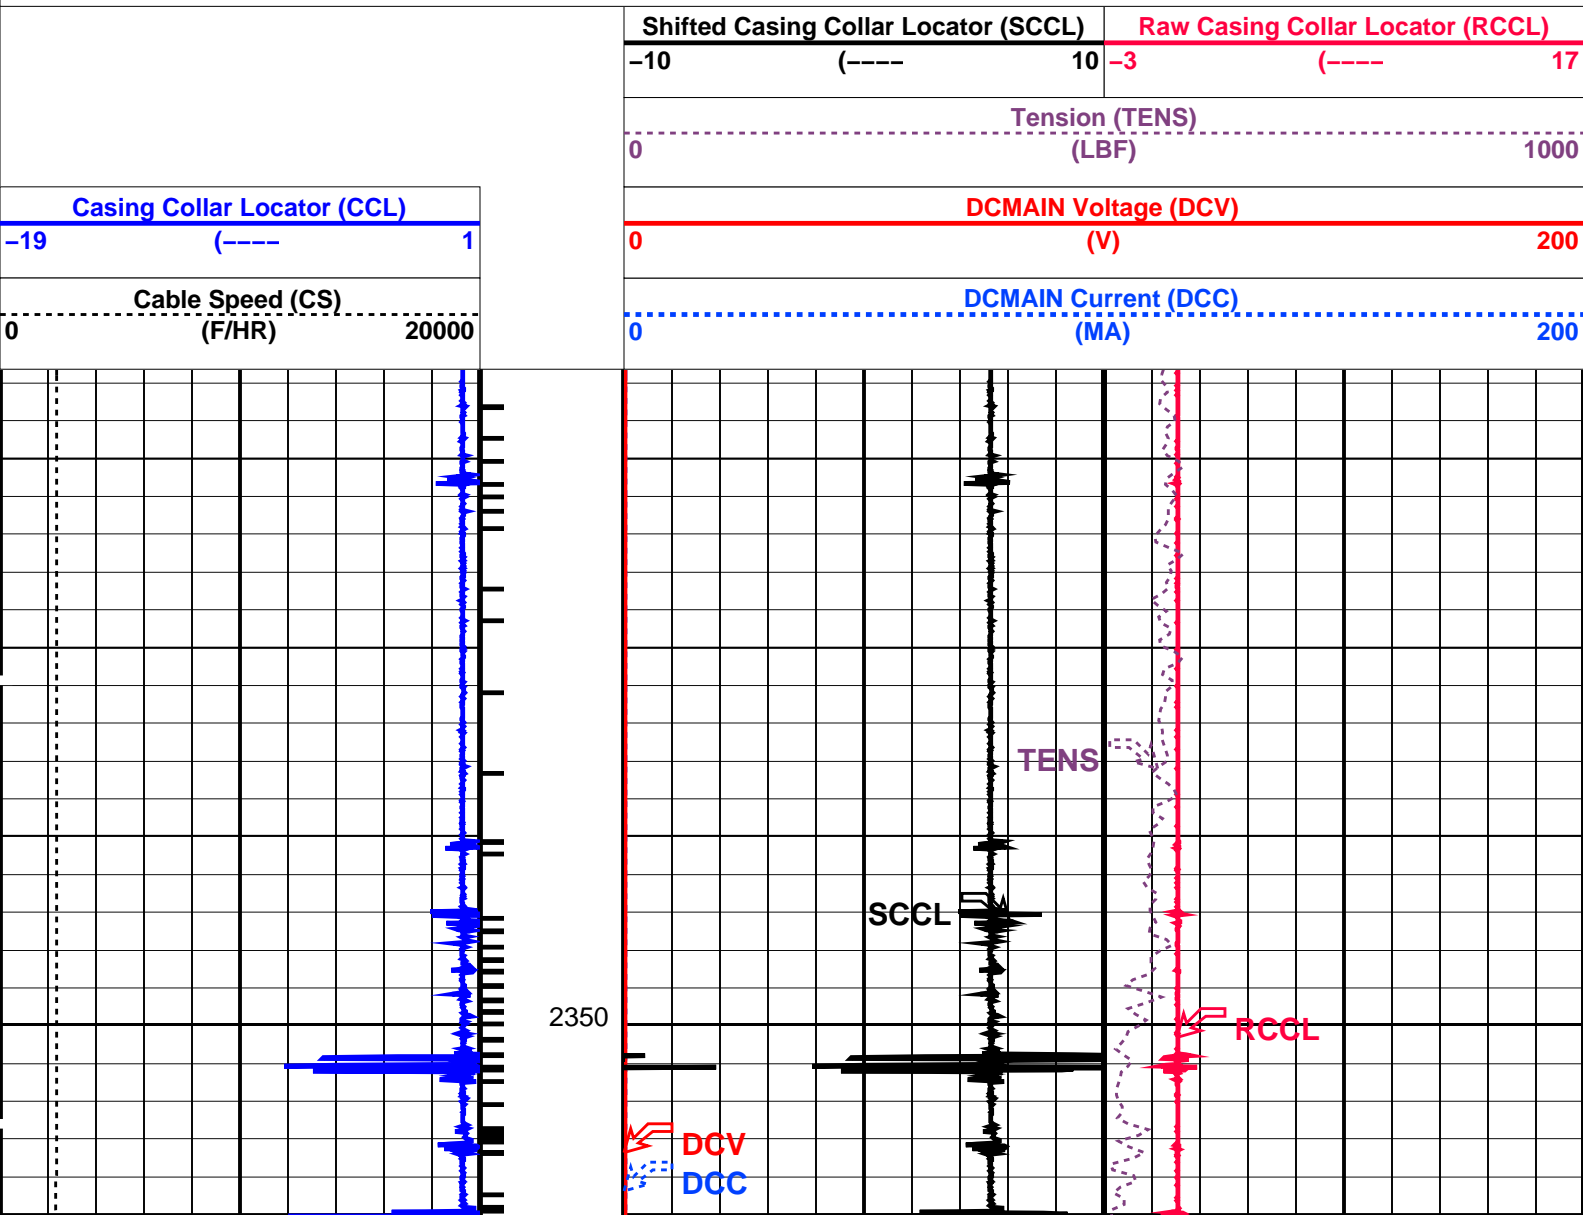 Shifted Casing Collar Locator (SCCL) Raw Casing Collar Locator (RCCL)
−10 (−−−− 10 −3 (−−−− 17
Tension (TENS)
0 (LBF) 1000
Casing Collar Locator (CCL) DCMAIN Voltage (DCV)
−19 (−−−− 1 0 (V) 200
Cable Speed (CS) DCMAIN Current (DCC)
0 (F/HR) 20000 0 (MA) 200
TENS
SCCL
2350
RCCL
DCV
DCC